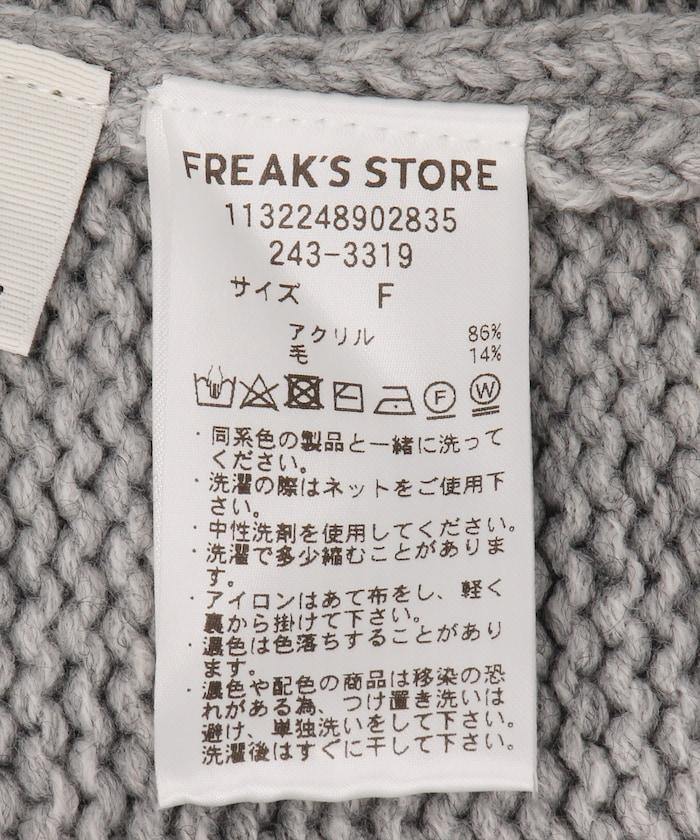 FREAK'S STORE
1132248902835
243-3319
サイズ F
アクリル 86%
毛 14%
F W
・同系色の製品と一緒に洗って
ください。
・洗濯の際はネットをご使用下
さい。
・中性洗剤を使用してください。
・洗濯で多少縮むことがありま
す。
・アイロンはあて布をし、軽く
裏から掛けて下さい。
・濃色は色落ちすることがあり
ます。
・濃色や配色の商品は移染の恐
れがある為、つけ置き洗いは
避け、単独洗いをして下さい。
洗濯後はすぐに干して下さい。